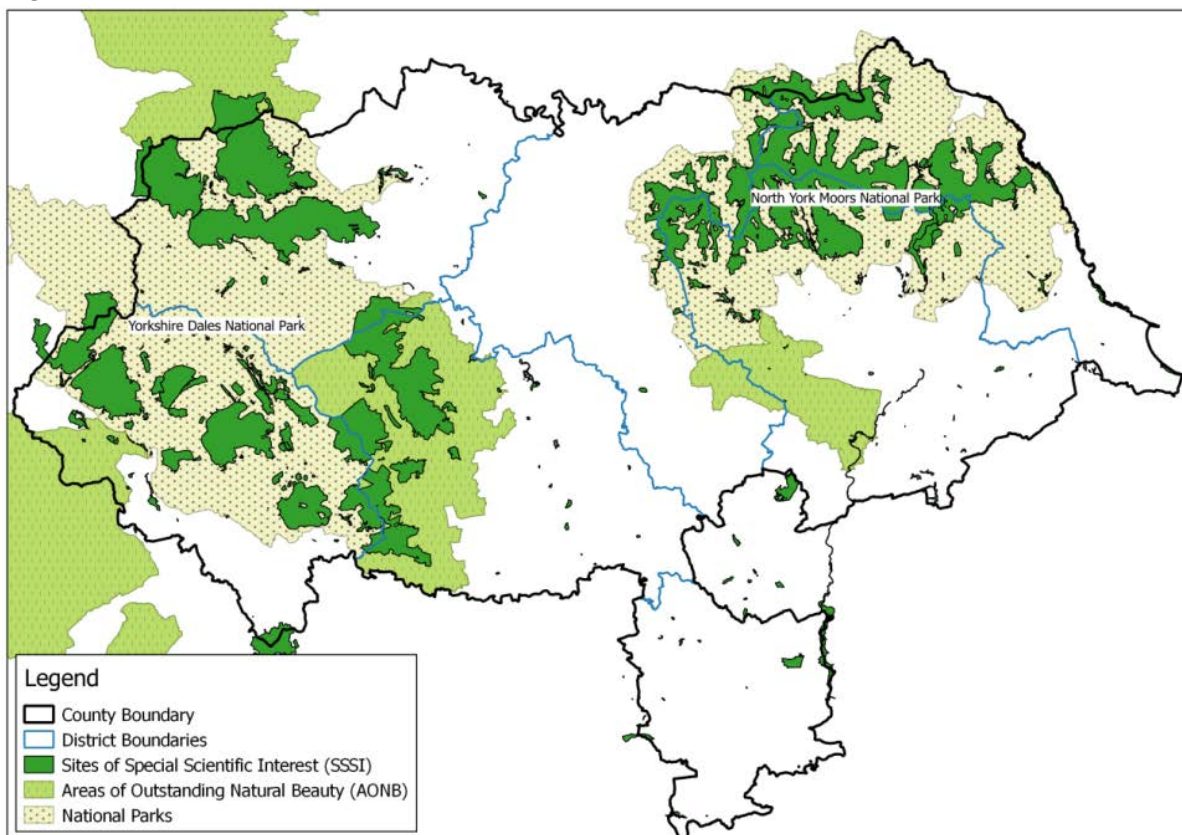 North York Moors National Park
Yorkshire Dales National Park
Legend
County Boundary
District Boundaries
Sites of Special Scientific Interest (SSSI)
Areas of Outstanding Natural Beauty (AONB)
National Parks